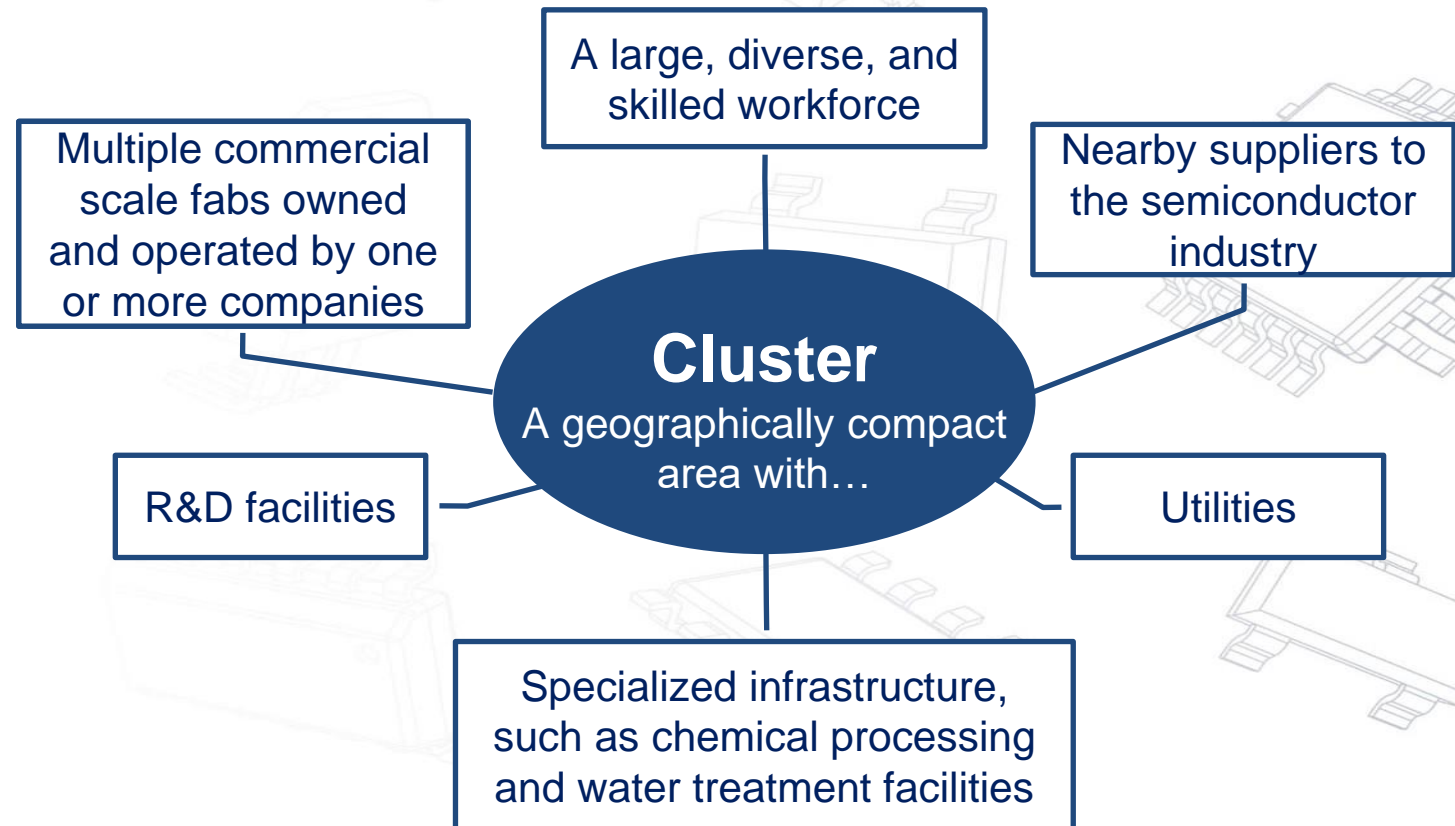 A large, diverse, and
skilled workforce
Multiple commercial
scale fabs owned
and operated by one
or more companies
Nearby suppliers to
the semiconductor
industry
Cluster
A geographically compact
area with…
R&D facilities
Utilities
Specialized infrastructure,
such as chemical processing
and water treatment facilities